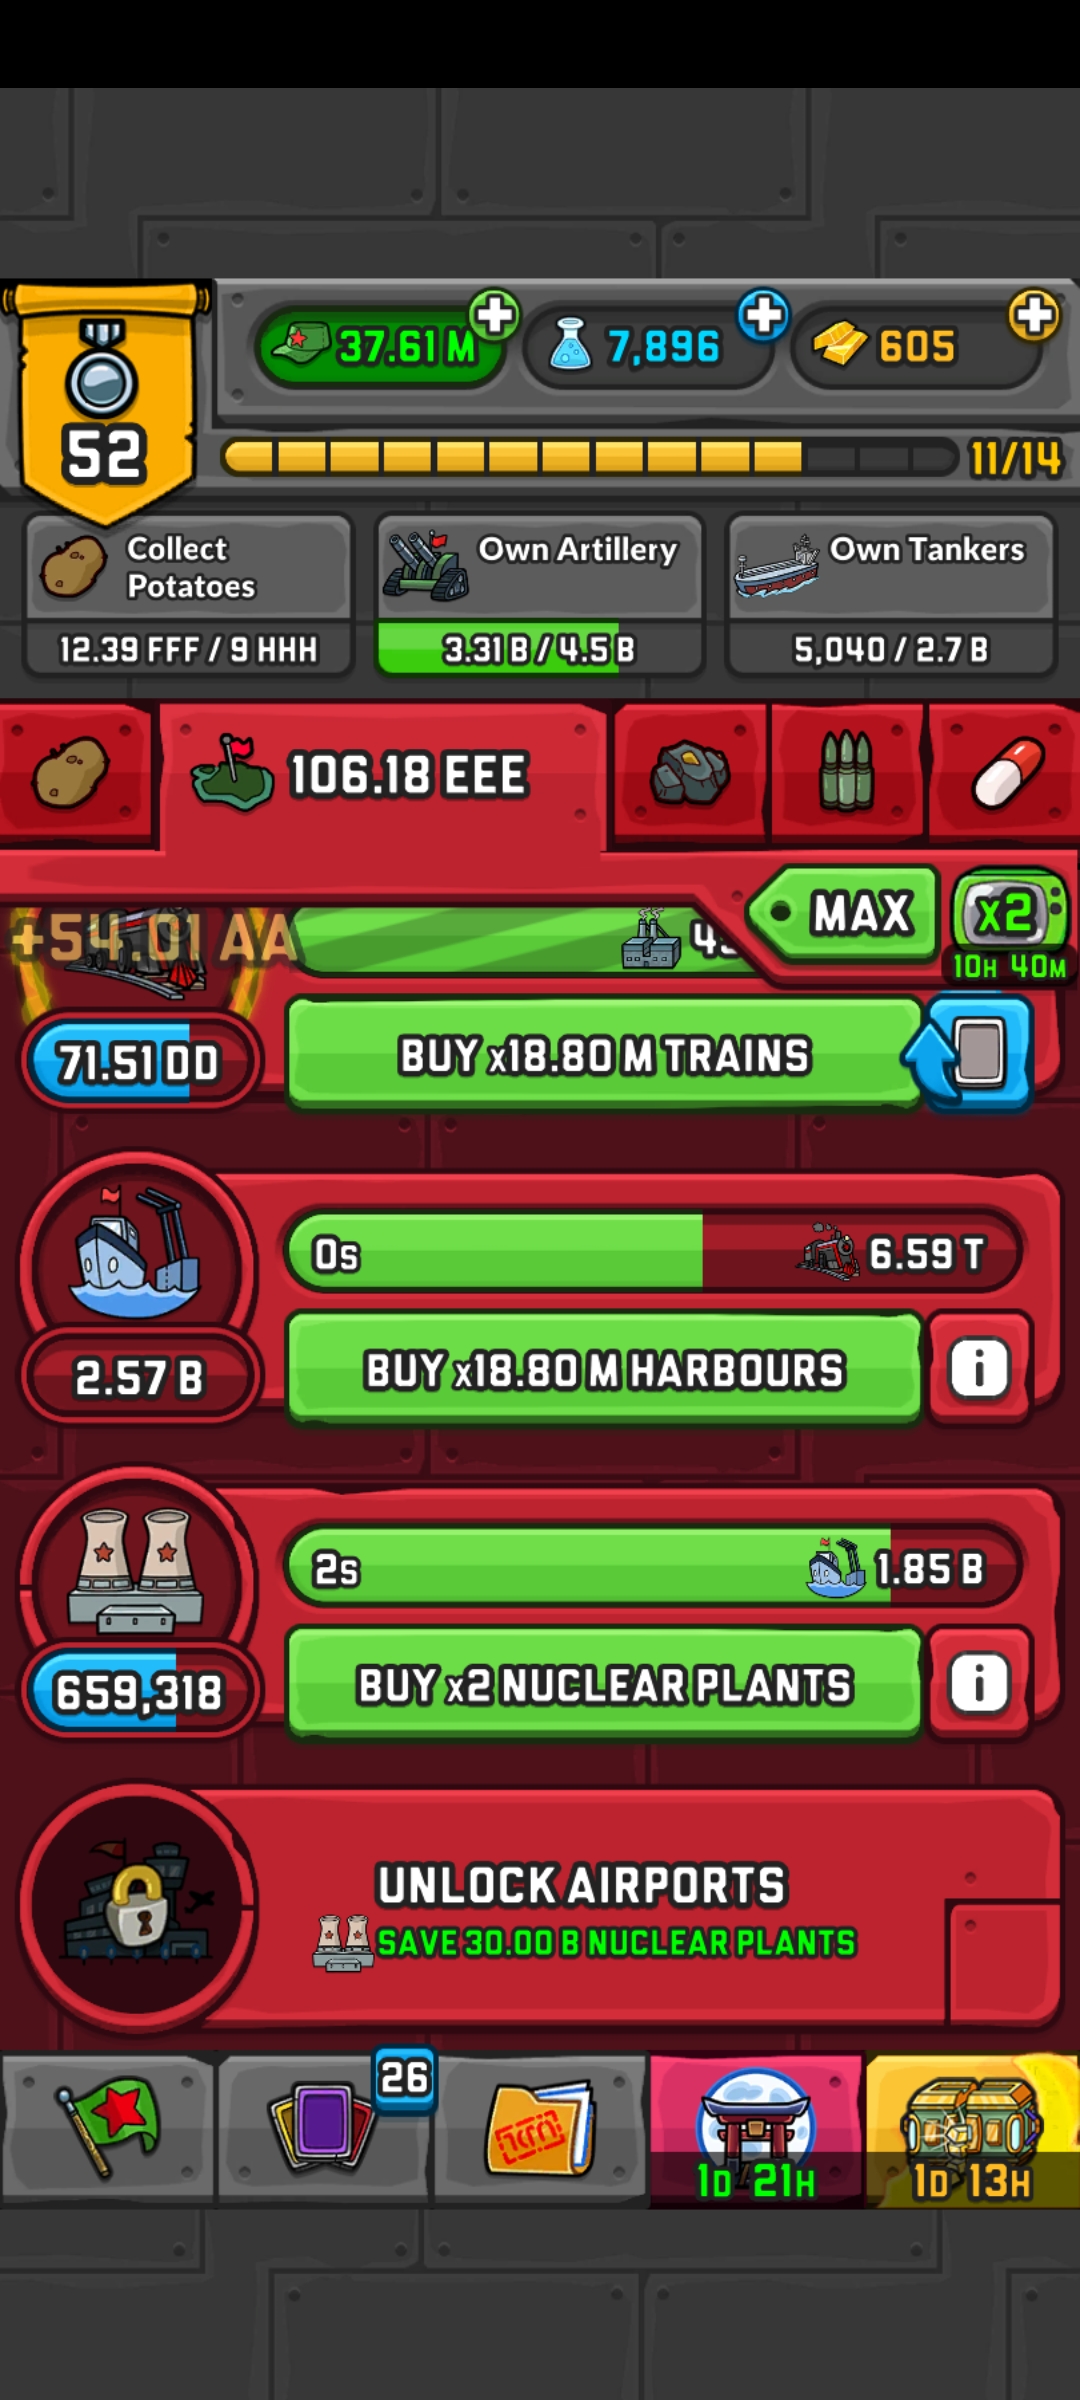 37.61 M
7,896
605
52
11/14
Collect
Potatoes
12.39 FFF / 9 HHH
Own Artillery
3.31 B / 4.5 B
Own Tankers
5,040 / 2.7 B
106.18 EEE
MAX
x2
10H 40M
+54.01 AA
71.51 DD
BUY x18.80 M TRAINS
0s
6.59 T
2.57 B
BUY x18.80 M HARBOURS
i
2s
1.85 B
659,318
BUY x2 NUCLEAR PLANTS
i
UNLOCK AIRPORTS
SAVE 30.00 B NUCLEAR PLANTS
26
1D 21H
1D 13H